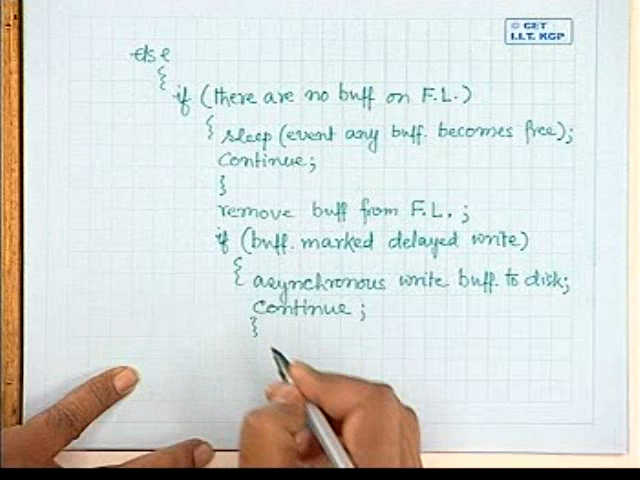 © CET
I.I.T. KGP
else
{
if (there are no buff on F.L.)
{ sleep (event any buff. becomes free);
continue;
}
remove buff from F.L. ;
if (buff. marked delayed write)
{ asynchronous write buff. to disk;
continue ;
}